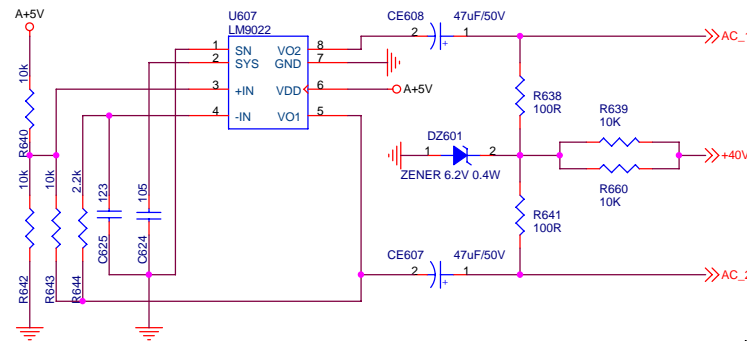 A+5V
U607
LM9022
CE608
47uF/50V
2
1
AC_1
1
SN
VO2
8
2
SYS
GND
7
3
+IN
VDD
6
A+5V
4
-IN
VO1
5
10k
R640
R638
100R
R639
10K
DZ601
1
2
+40V
ZENER 6.2V 0.4W
R660
10K
10k
10k
2.2k
123
105
R642
R643
R644
C625
C624
R641
100R
CE607
47uF/50V
2
1
AC_2